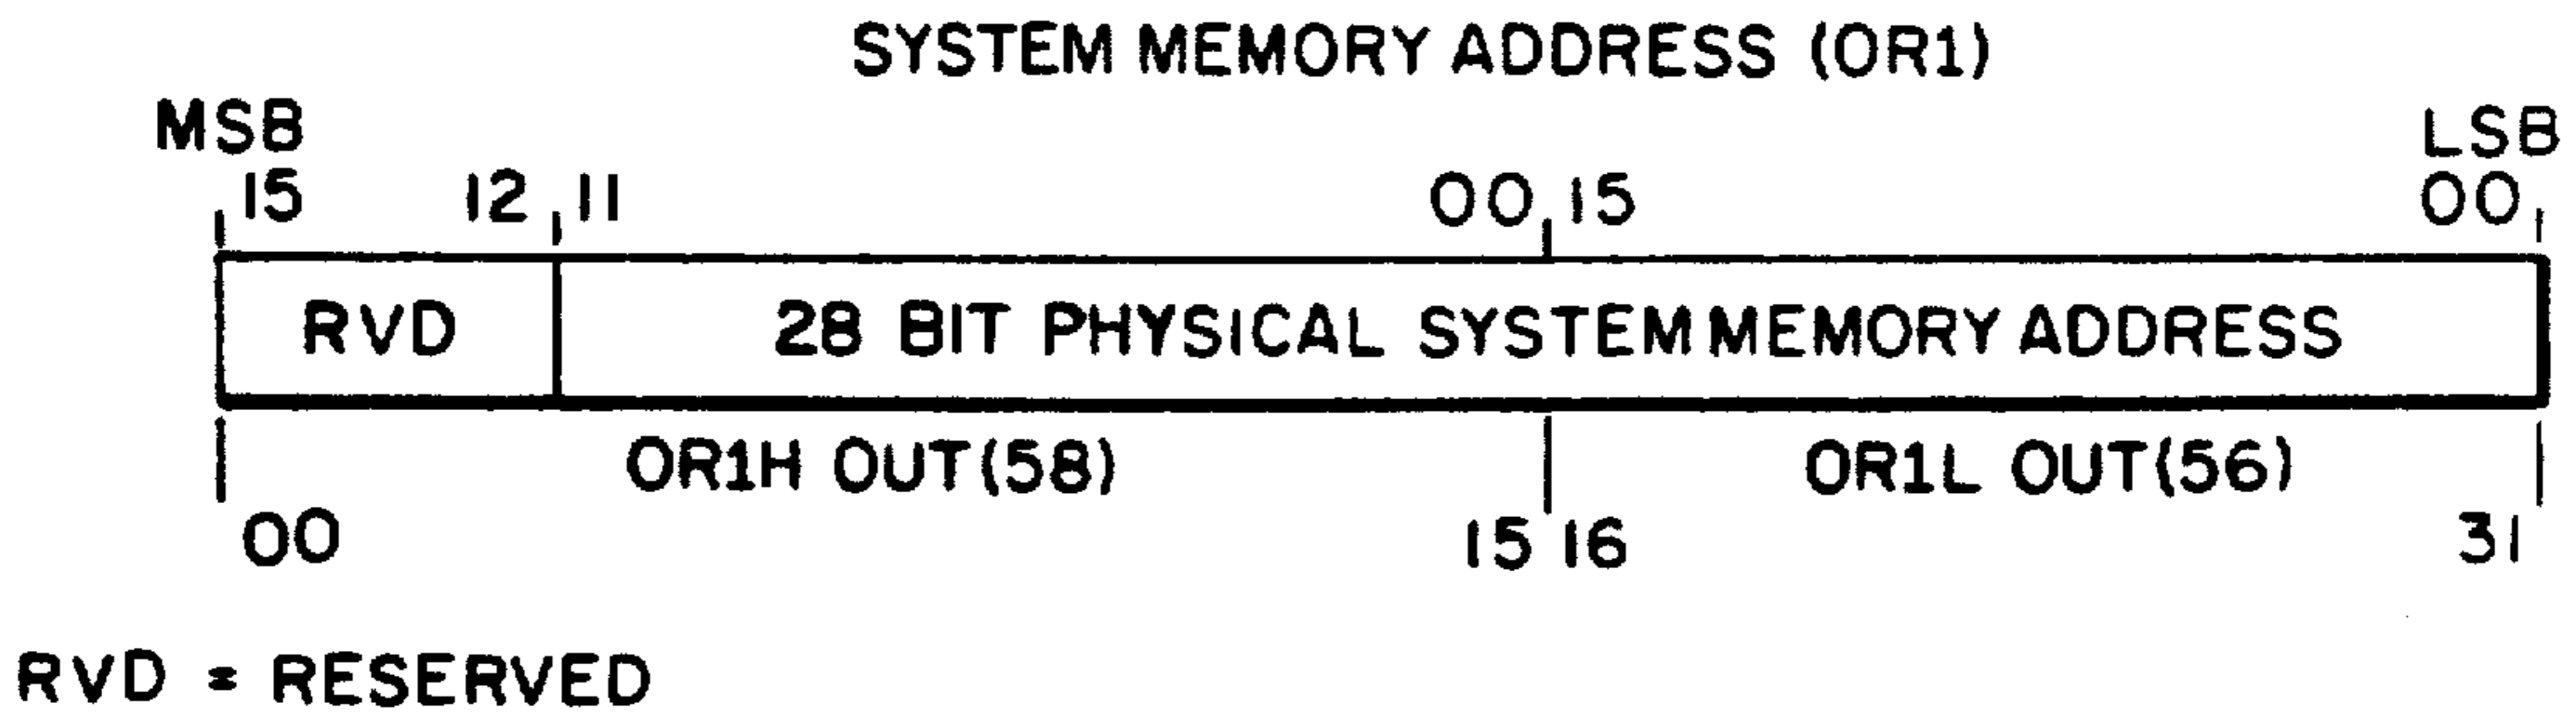 SYSTEM MEMORY ADDRESS (OR1)
MSB LSB
15 12 11 00 15 00
RVD 28 BIT PHYSICAL SYSTEM MEMORY ADDRESS
OR1H OUT(58) OR1L OUT(56)
00 15 16 31
RVD = RESERVED